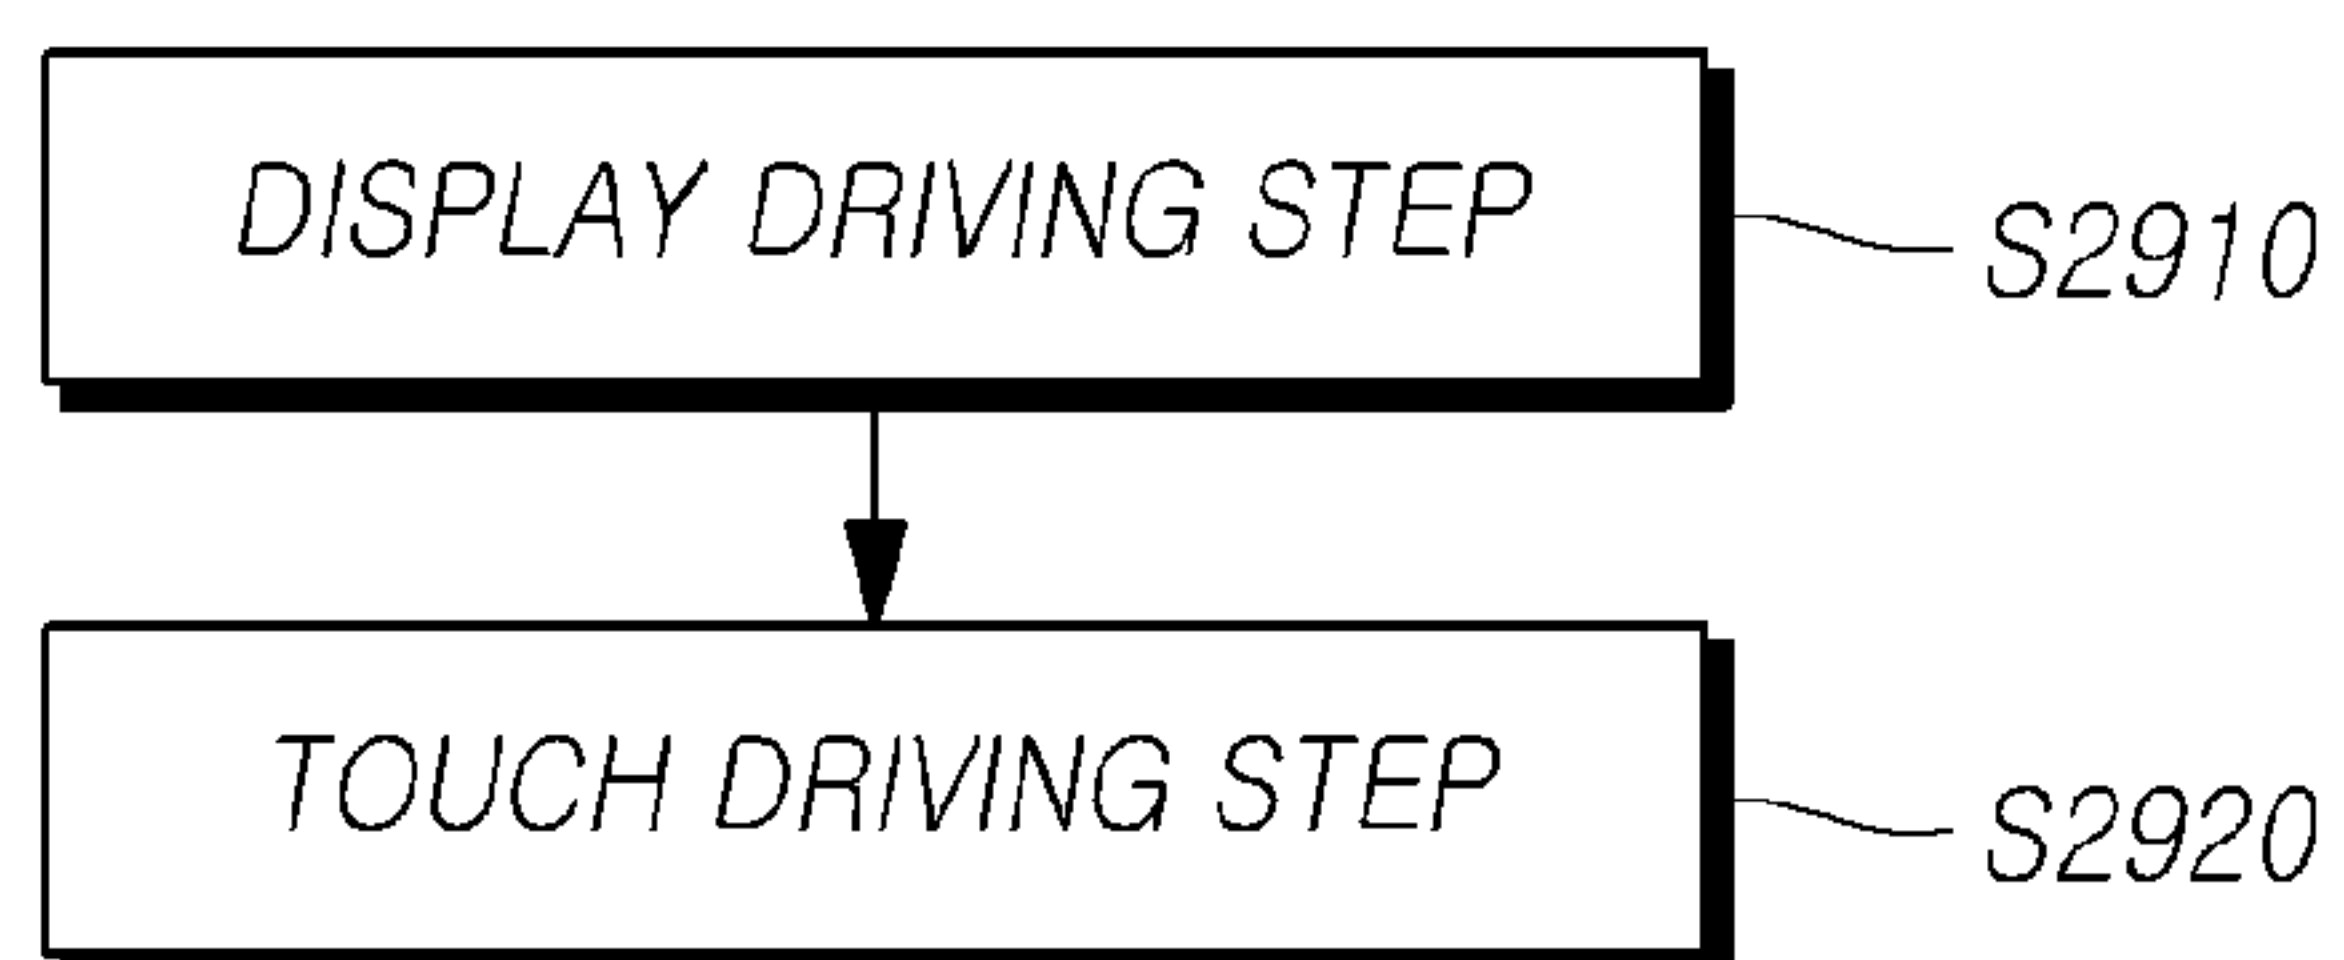 DISPLAY DRIVING STEP
S2910
TOUCH DRIVING STEP
S2920